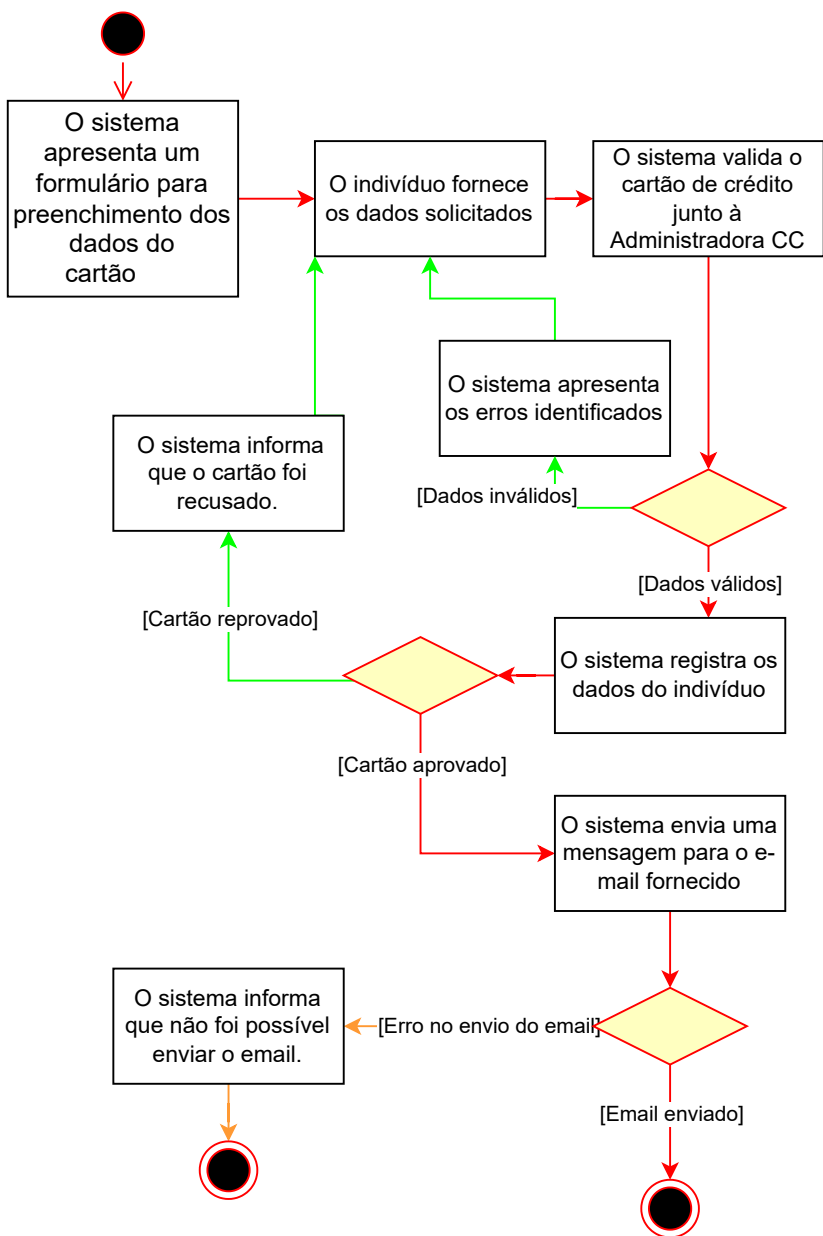 O sistema
apresenta um
formulário para
preenchimento dos
dados do
cartão
O indivíduo fornece
os dados solicitados
O sistema valida o
cartão de crédito
junto à
Administradora CC
O sistema apresenta
os erros identificados
O sistema informa
que o cartão foi
recusado.
[Dados inválidos]
[Dados válidos]
[Cartão reprovado]
O sistema registra os
dados do indivíduo
[Cartão aprovado]
O sistema envia uma
mensagem para o e-
mail fornecido
O sistema informa
que não foi possível
enviar o email.
[Erro no envio do email]
[Email enviado]